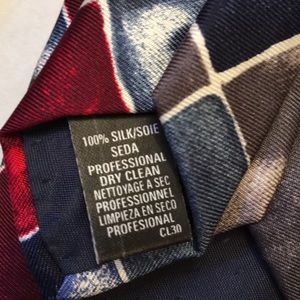 100% SILK/SOIE
SEDA
PROFESSIONAL
DRY CLEAN
NETTOYAGE A SEC
PROFESSIONNEL
LIMPIEZA EN SECO
PROFESIONAL
CL30